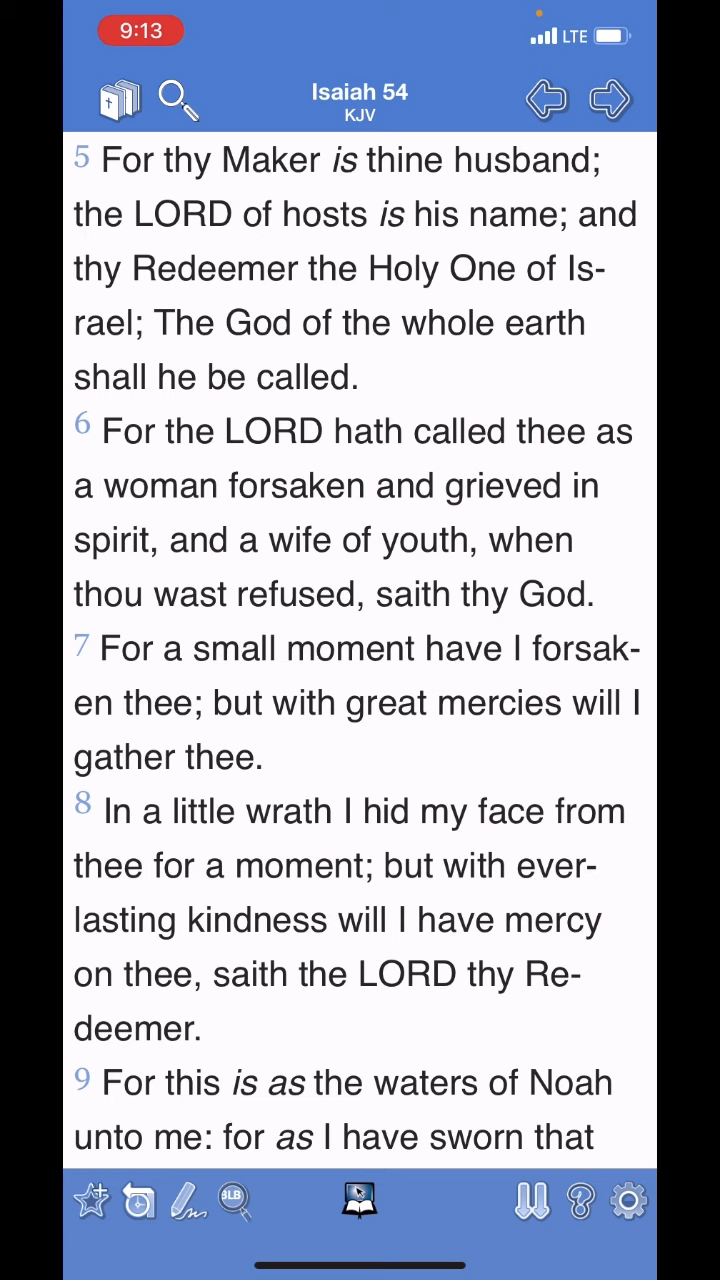 9:13
LTE
Isaiah 54
KJV
5 For thy Maker is thine husband;
the LORD of hosts is his name; and
thy Redeemer the Holy One of Is-
rael; The God of the whole earth
shall he be called.
6 For the LORD hath called thee as
a woman forsaken and grieved in
spirit, and a wife of youth, when
thou wast refused, saith thy God.
7 For a small moment have I forsak-
en thee; but with great mercies will I
gather thee.
8 In a little wrath I hid my face from
thee for a moment; but with ever-
lasting kindness will I have mercy
on thee, saith the LORD thy Re-
deemer.
9 For this is as the waters of Noah
unto me: for as I have sworn that
BLB